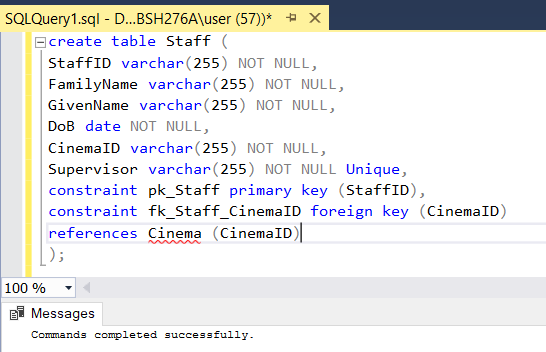 SQLQuery1.sql - D...BSH276A\user (57))*
create table Staff (
StaffID varchar(255) NOT NULL,
FamilyName varchar(255) NOT NULL,
GivenName varchar(255) NOT NULL,
DoB date NOT NULL,
CinemaID varchar(255) NOT NULL,
Supervisor varchar(255) NOT NULL Unique,
constraint pk_Staff primary key (StaffID),
constraint fk_Staff_CinemaID foreign key (CinemaID)
references Cinema (CinemaID)
);
100 %
Messages
Commands completed successfully.